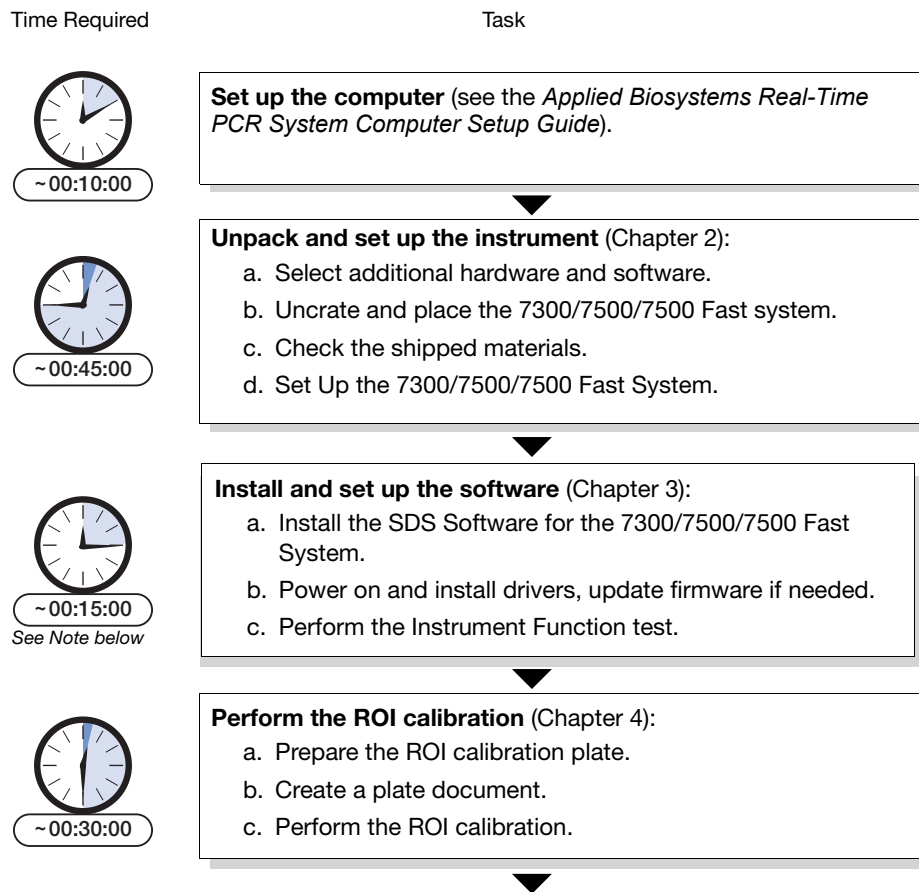 Time Required
Task
~00:10:00
Set up the computer (see the Applied Biosystems Real-Time
PCR System Computer Setup Guide).
~00:45:00
Unpack and set up the instrument (Chapter 2):
a. Select additional hardware and software.
b. Uncrate and place the 7300/7500/7500 Fast system.
c. Check the shipped materials.
d. Set Up the 7300/7500/7500 Fast System.
~00:15:00
See Note below
Install and set up the software (Chapter 3):
a. Install the SDS Software for the 7300/7500/7500 Fast
System.
b. Power on and install drivers, update firmware if needed.
c. Perform the Instrument Function test.
~00:30:00
Perform the ROI calibration (Chapter 4):
a. Prepare the ROI calibration plate.
b. Create a plate document.
c. Perform the ROI calibration.